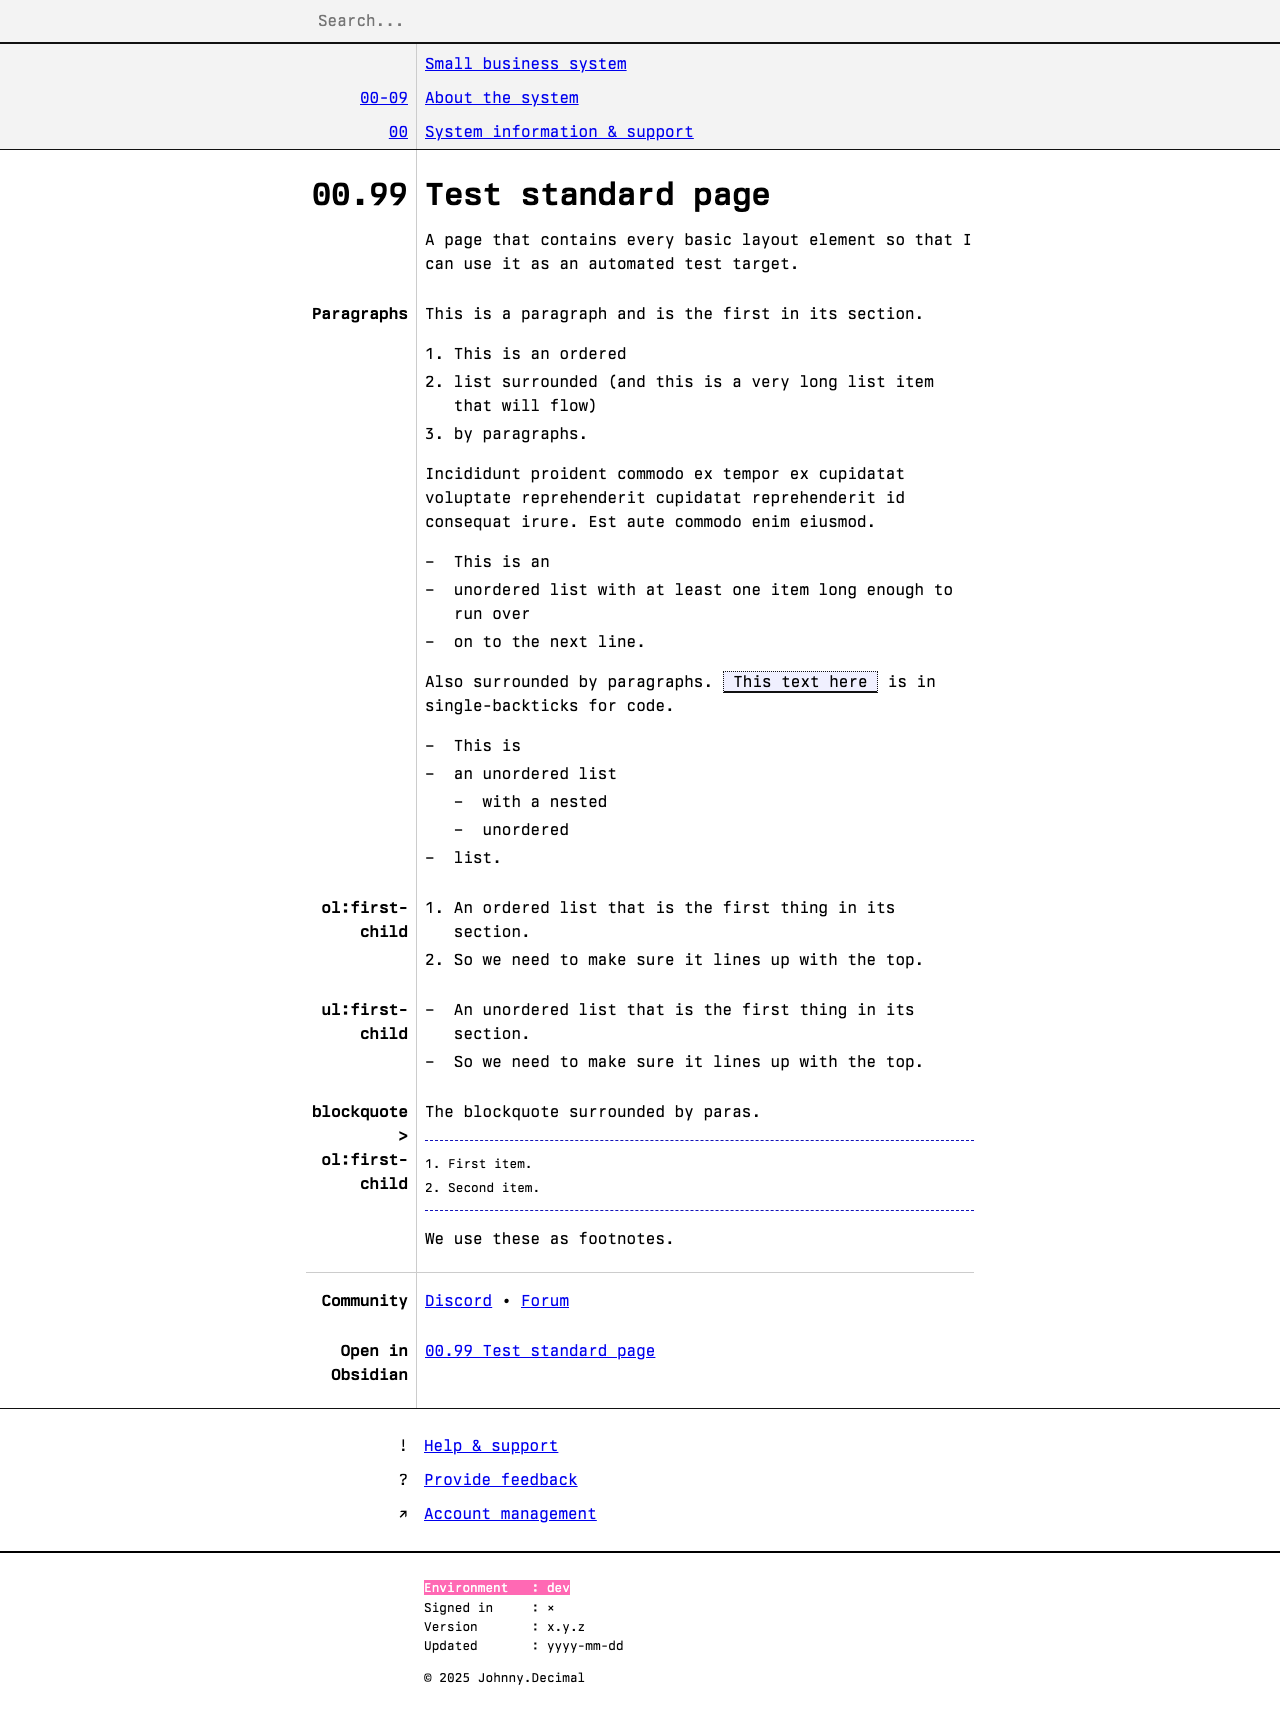 Search...
Small business system
00-09 About the system
00 System information & support
00.99 Test standard page
A page that contains every basic layout element so that I
can use it as an automated test target.
Paragraphs This is a paragraph and is the first in its section.
1. This is an ordered
2. list surrounded (and this is a very long list item
that will flow)
3. by paragraphs.
Incididunt proident commodo ex tempor ex cupidatat
voluptate reprehenderit cupidatat reprehenderit id
consequat irure. Est aute commodo enim eiusmod.
– This is an
– unordered list with at least one item long enough to
run over
– on to the next line.
Also surrounded by paragraphs. This text here is in
single-backticks for code.
– This is
– an unordered list
– with a nested
– unordered
– list.
ol:first- 1. An ordered list that is the first thing in its
child section.
2. So we need to make sure it lines up with the top.
ul:first- – An unordered list that is the first thing in its
child section.
– So we need to make sure it lines up with the top.
blockquote The blockquote surrounded by paras.
>
ol:first- 1. First item.
child 2. Second item.
We use these as footnotes.
Community Discord • Forum
Open in 00.99 Test standard page
Obsidian
! Help & support
? Provide feedback
↗ Account management
Environment : dev
Signed in : ×
Version : x.y.z
Updated : yyyy-mm-dd
© 2025 Johnny.Decimal